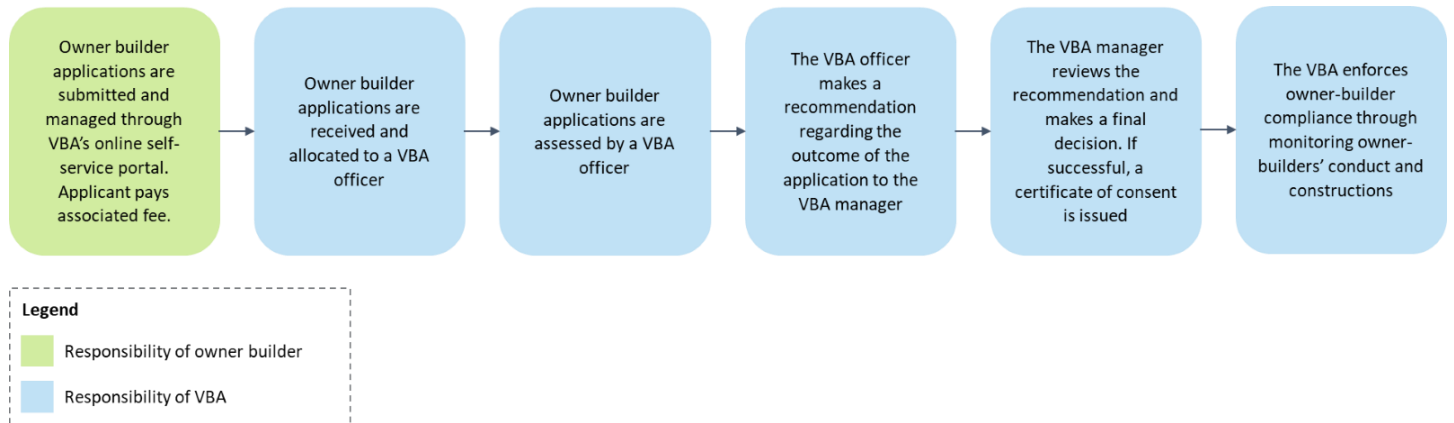 Owner builder
applications are
submitted and
managed through
VBA's online self-
service portal.
Applicant pays
associated fee.
Owner builder
applications are
received and
allocated to a VBA
officer
Owner builder
applications are
assessed by a VBA
officer
The VBA officer
makes a
recommendation
regarding the
outcome of the
application to the
VBA manager
The VBA manager
reviews the
recommendation and
makes a final
decision. If
successful, a
certificate of consent
is issued
The VBA enforces
owner-builder
compliance through
monitoring owner-
builders' conduct and
constructions
Legend
Responsibility of owner builder
Responsibility of VBA